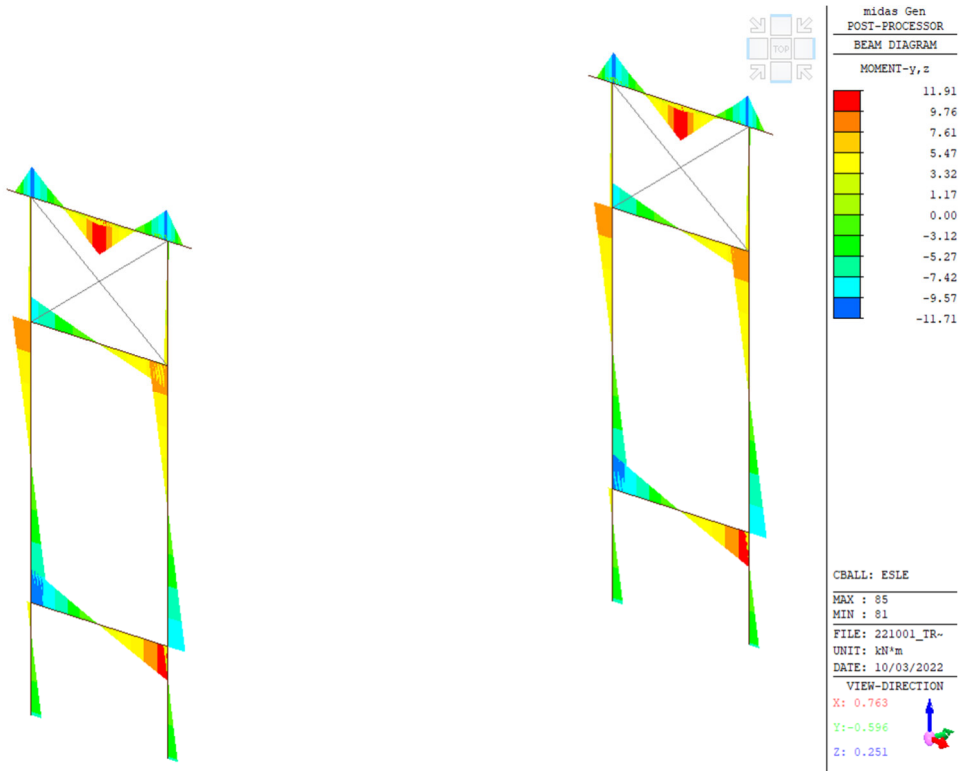 TOP
midas Gen
POST-PROCESSOR
BEAM DIAGRAM
MOMENT-y,z
11.91
9.76
7.61
5.47
3.32
1.17
0.00
-3.12
-5.27
-7.42
-9.57
-11.71
CBALL: ESLE
MAX : 85
MIN : 81
FILE: 221001_TR~
UNIT: kN*m
DATE: 10/03/2022
VIEW-DIRECTION
X: 0.763
Y:-0.596
Z: 0.251